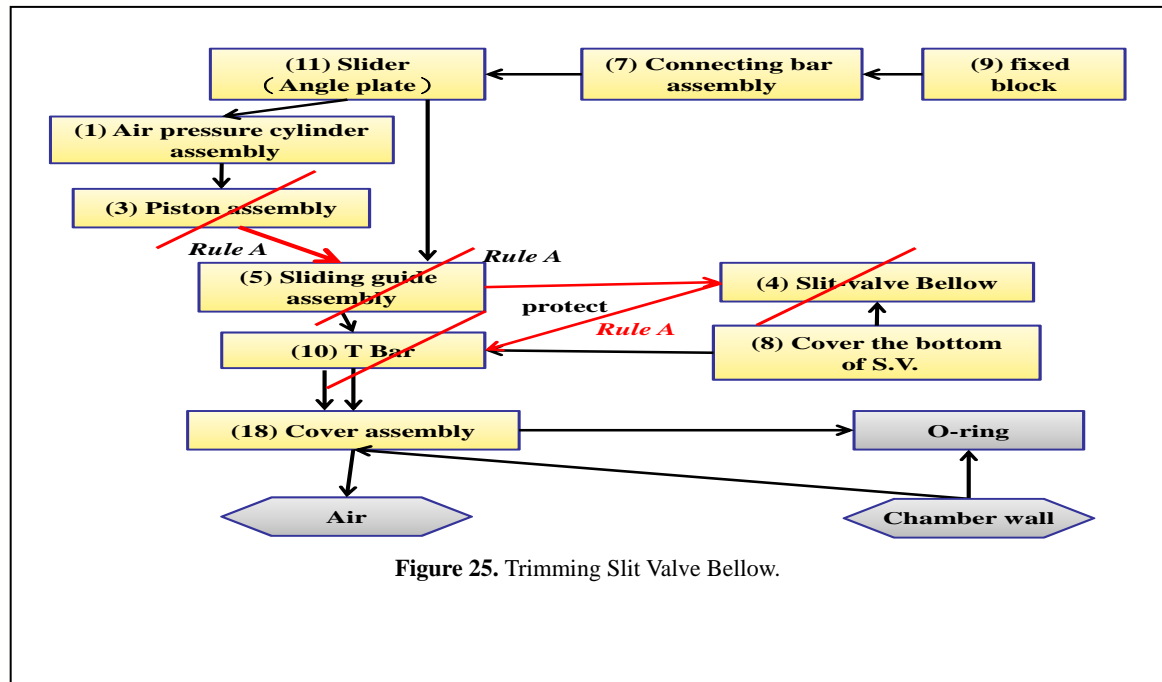 (11) Slider
（Angle plate）
(7) Connecting bar
assembly
(9) fixed
block
(1) Air pressure cylinder
assembly
(3) Piston assembly
Rule A
Rule A
(5) Sliding guide
assembly
(4) Slit-valve Bellow
protect
Rule A
(10) T Bar
(8) Cover the bottom
of S.V.
(18) Cover assembly
O-ring
Air
Chamber wall
Figure 25. Trimming Slit Valve Bellow.